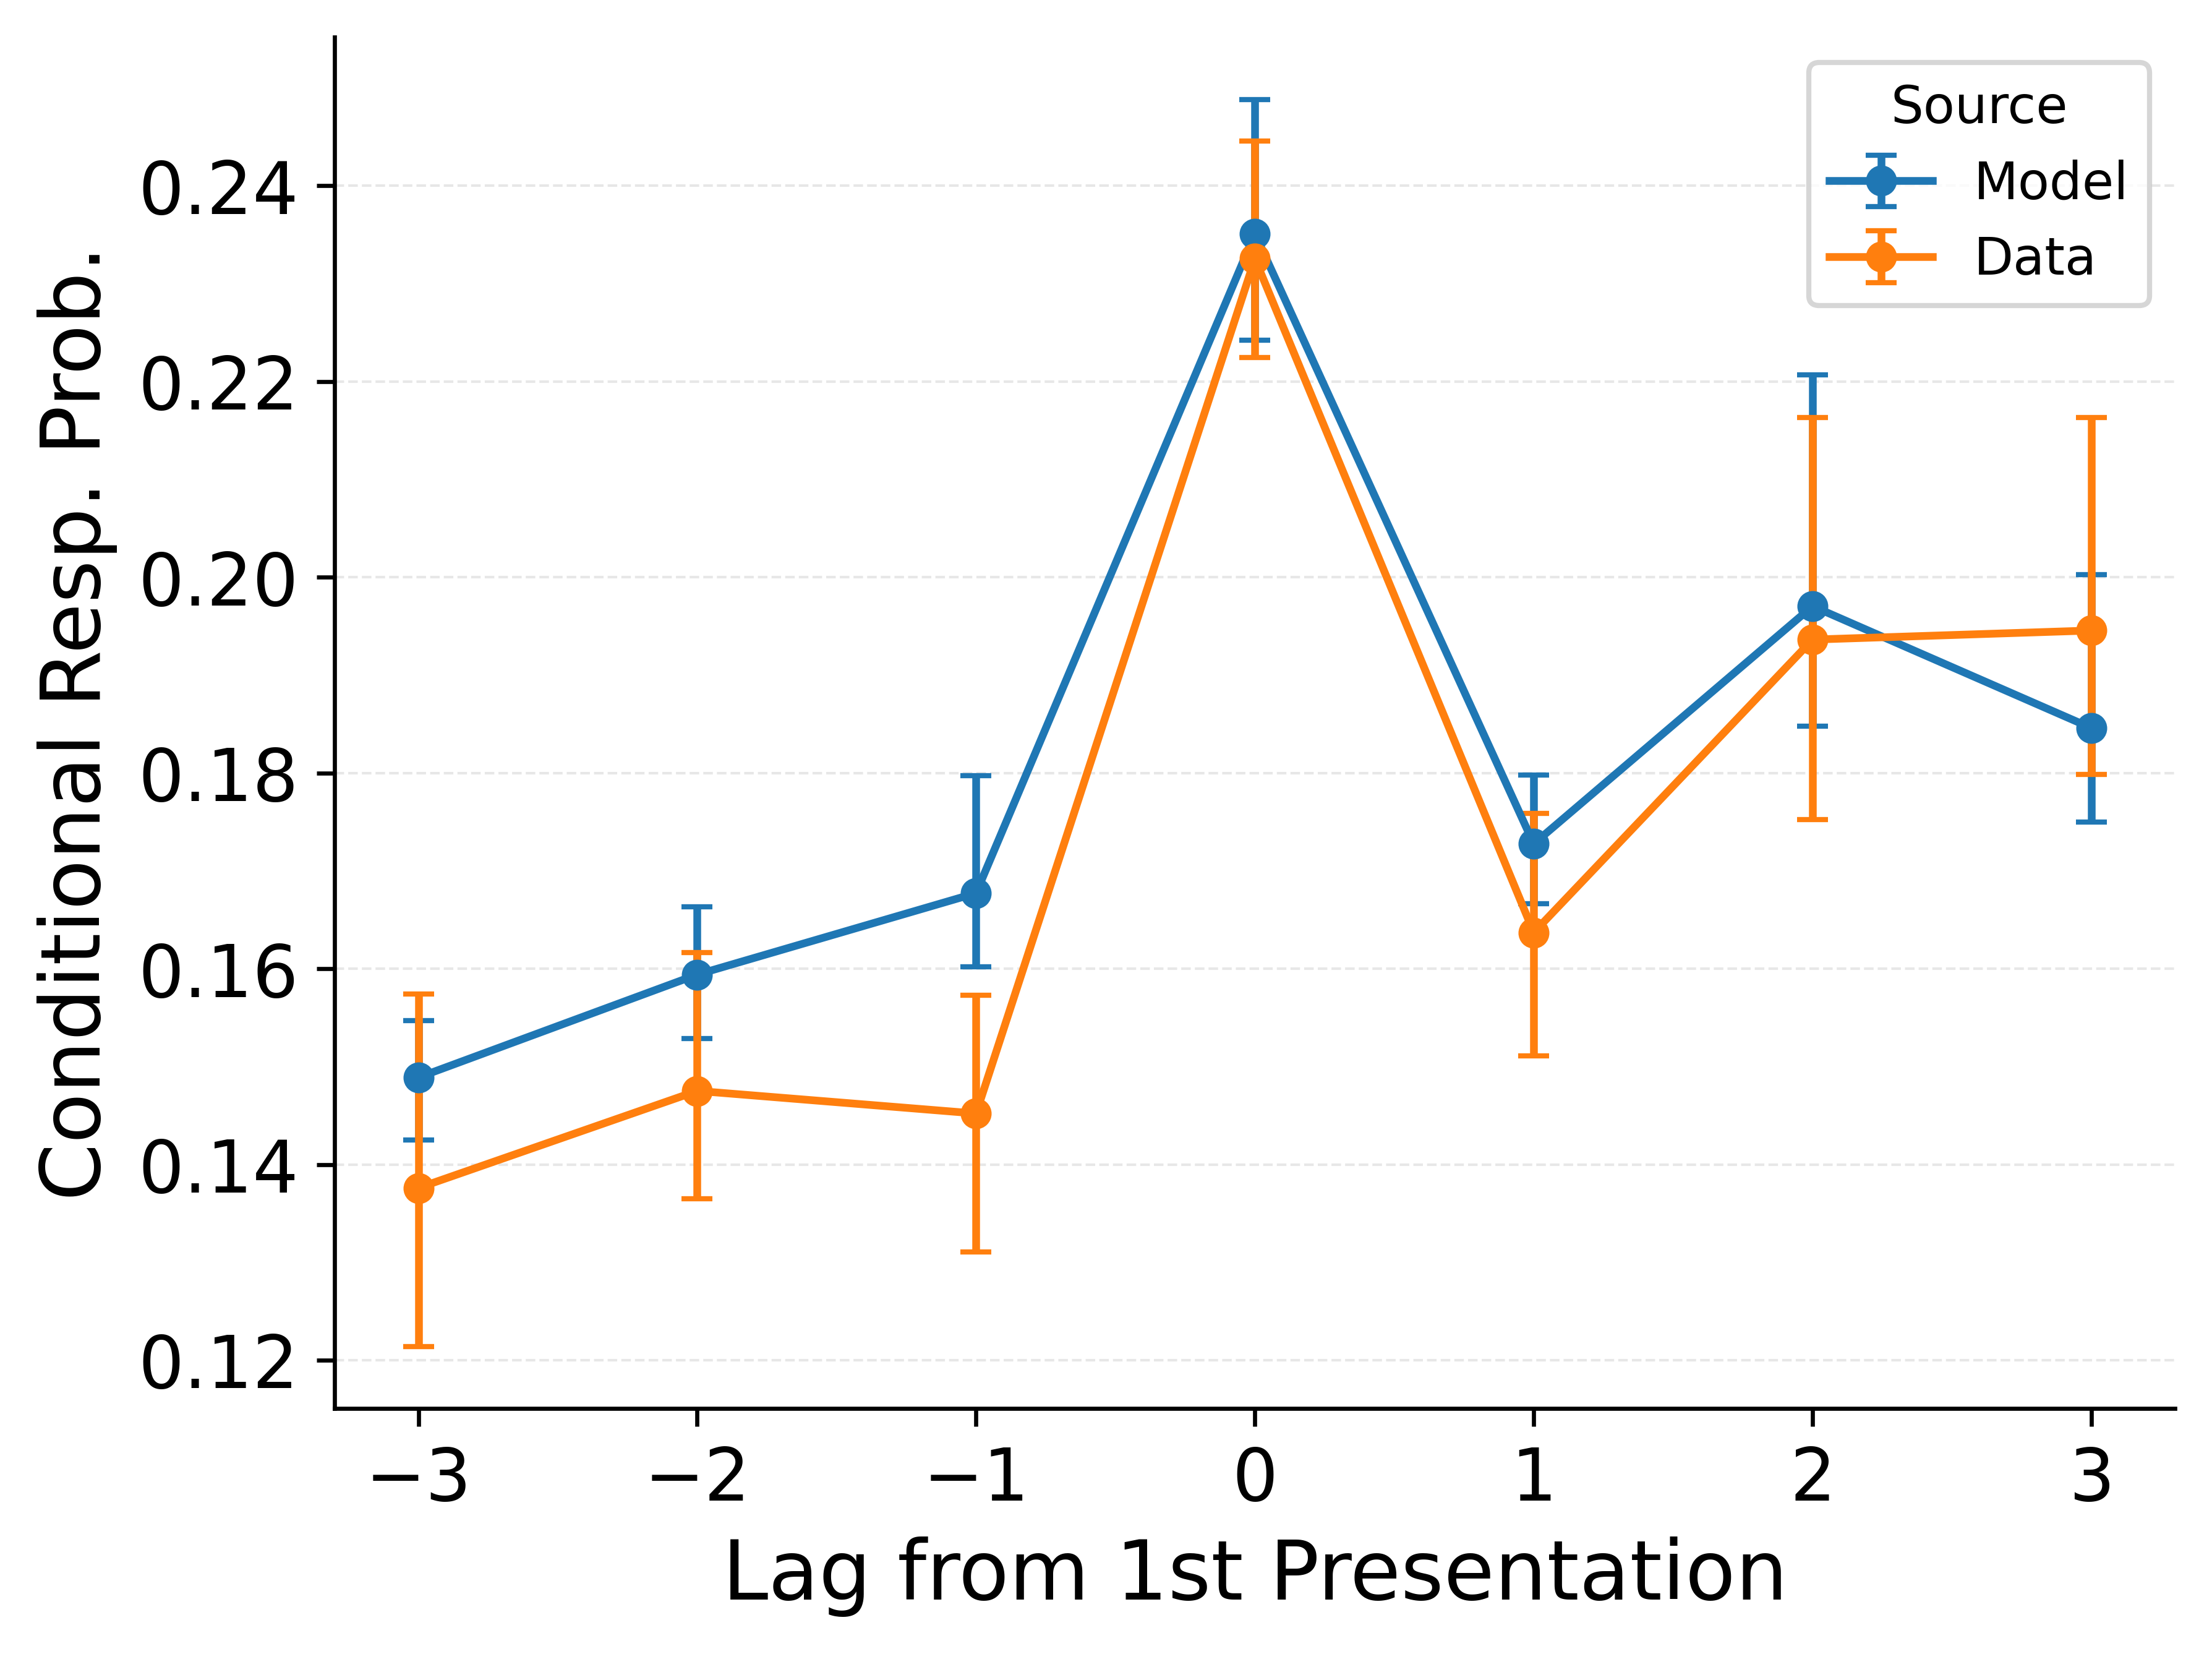 Source
Model
Data
Conditional Resp. Prob.
0.24
0.22
0.20
0.18
0.16
0.14
0.12
−3 −2 −1 0 1 2 3
Lag from 1st Presentation